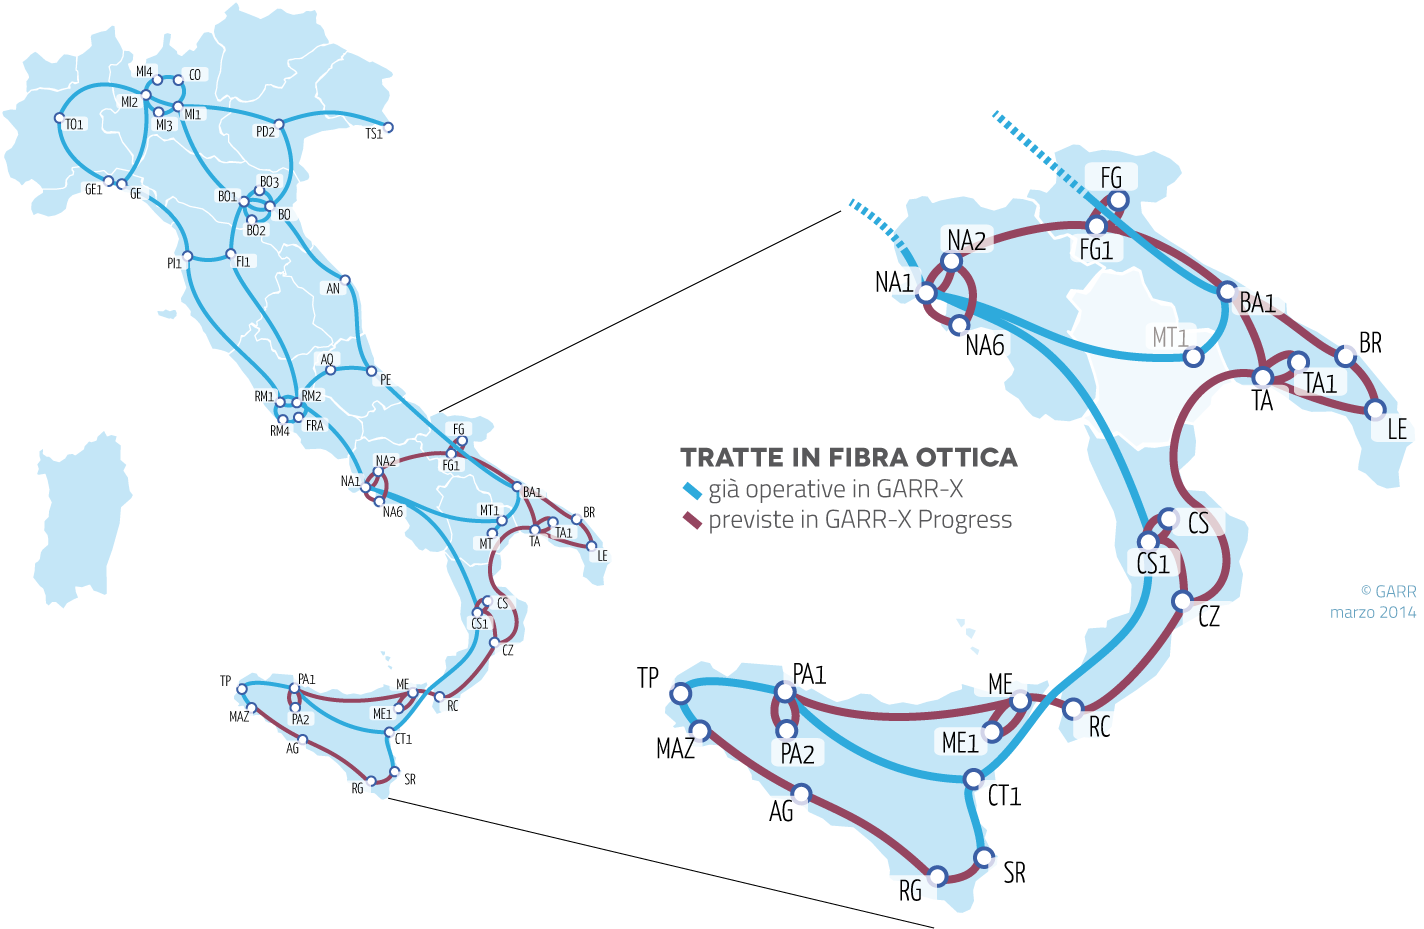 MI4
CO
MI2
MI3
MI1
TO1
PD2
TS1
GE1
GE
BO3
BO1
BO
BO2
PI1
FI1
AN
AQ
PE
RM1
RM2
RM4
FRA
FG
NA2
FG1
NA1
BA1
NA6
MT1
BR
MT
TA
TA1
LE
CS
CS1
CZ
TP
PA1
ME
MAZ
PA2
ME1
RC
CT1
AG
RG
SR
FG
NA2
FG1
NA1
BA1
NA6
MT1
BR
TA1
TA
LE
TRATTE IN FIBRA OTTICA
già operative in GARR-X
previste in GARR-X Progress
CS
CS1
CZ
© GARR
marzo 2014
TP
PA1
ME
MAZ
PA2
ME1
RC
AG
CT1
RG
SR